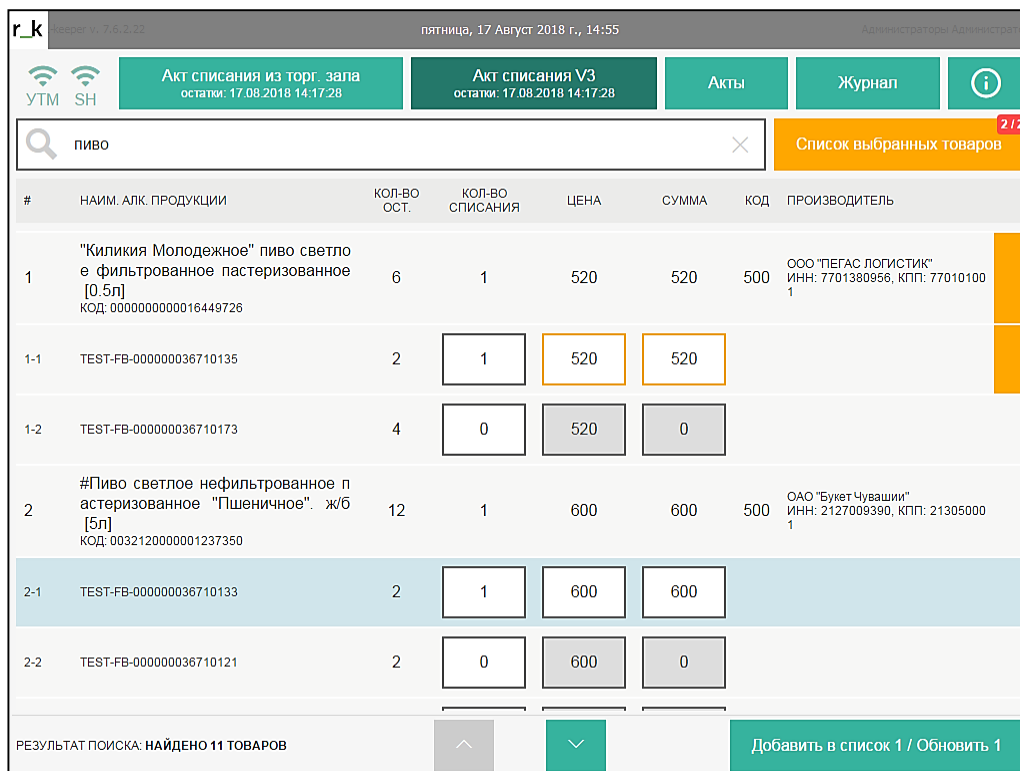 r_k keeper v. 7.6.2.22 пятница, 17 Август 2018 г., 14:55 Администраторы
УТМ SH
Акт списания из торг. зала
остатки: 17.08.2018 14:17:28
Акт списания V3
остатки: 17.08.2018 14:17:28
Акты
Журнал
пиво
Список выбранных товаров
# НАИМ. АЛК. ПРОДУКЦИИ КОЛ-ВО ОСТ. КОЛ-ВО СПИСАНИЯ ЦЕНА СУММА КОД ПРОИЗВОДИТЕЛЬ
1
"Киликия Молодежное" пиво светло
е фильтрованное пастеризованное
[0.5л]
КОД: 0000000000016449726
6 1 520 520 500
ООО "ПЕГАС ЛОГИСТИК"
ИНН: 7701380956, КПП: 77010100
1
1-1 TEST-FB-000000036710135 2 1 520 520
1-2 TEST-FB-000000036710173 4 0 520 0
2
#Пиво светлое нефильтрованное п
астеризованное "Пшеничное". ж/б
[5л]
КОД: 0032120000001237350
12 1 600 600 500
ОАО "Букет Чувашии"
ИНН: 2127009390, КПП: 21305000
1
2-1 TEST-FB-000000036710133 2 1 600 600
2-2 TEST-FB-000000036710121 2 0 600 0
РЕЗУЛЬТАТ ПОИСКА: НАЙДЕНО 11 ТОВАРОВ
Добавить в список 1 / Обновить 1